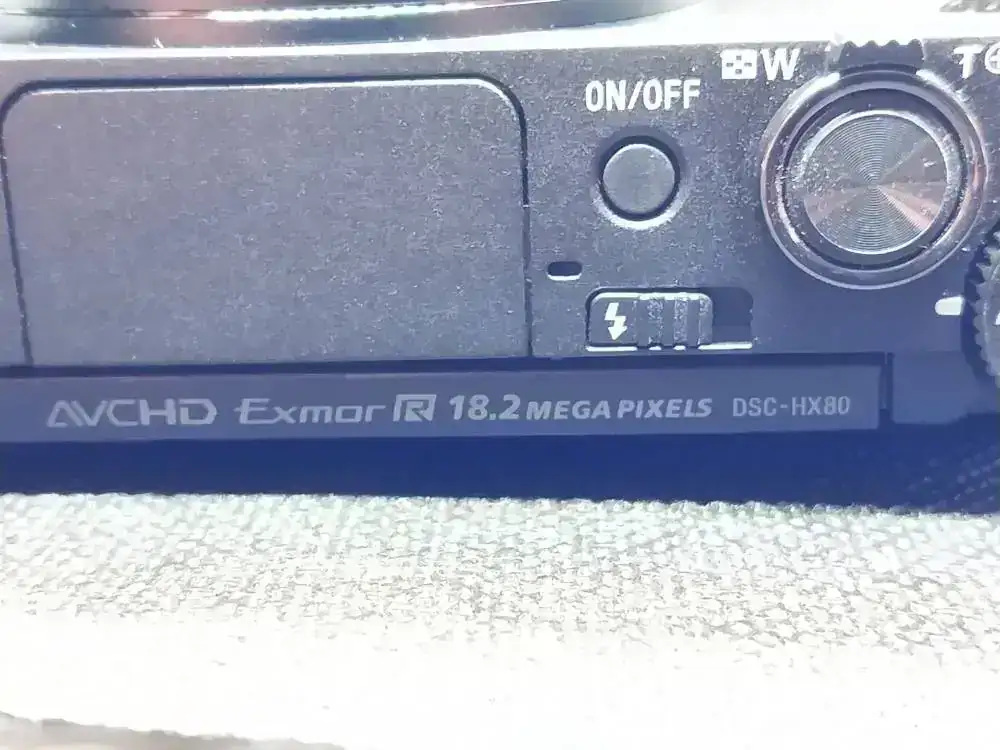 ON/OFF
W
T
AVCHD Exmor R 18.2 MEGA PIXELS DSC-HX80